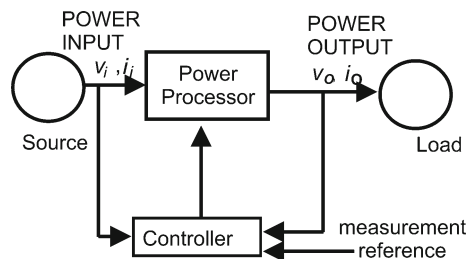 POWER
INPUT
vi ,ii
Source
Power
Processor
POWER
OUTPUT
vo io
Load
Controller
measurement
reference